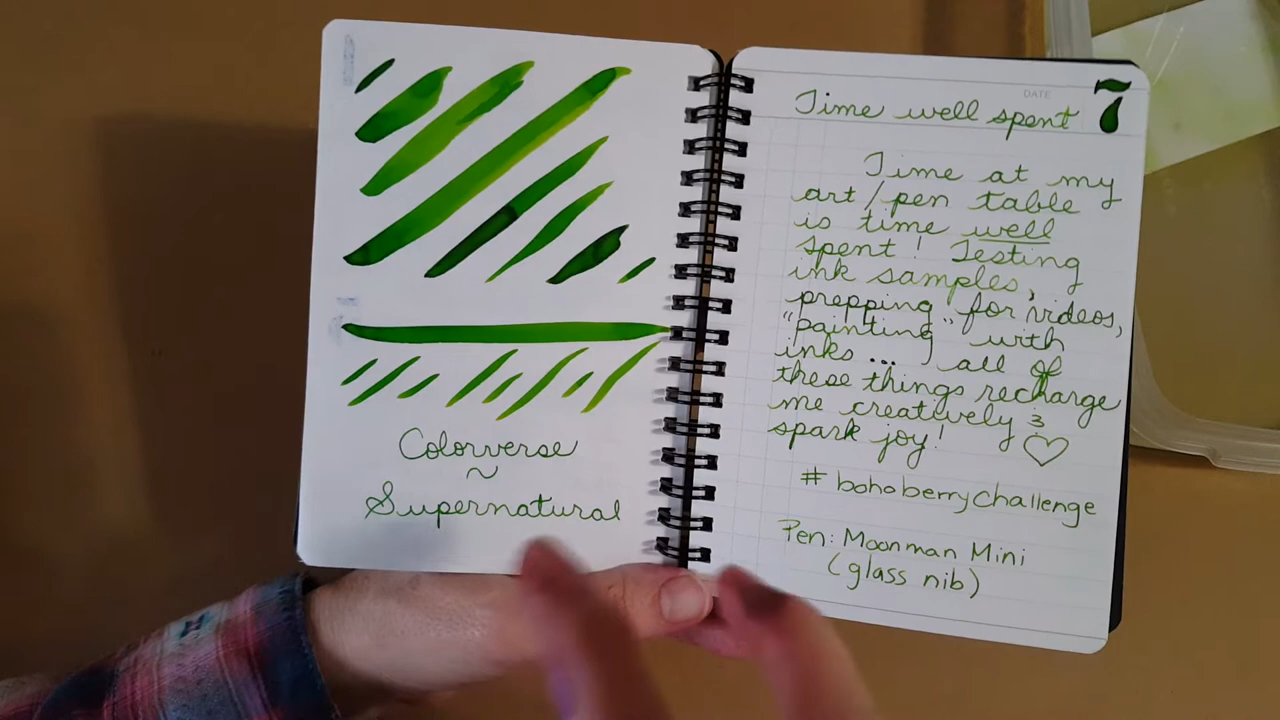 Colorverse
~
Supernatural
DATE
7
Time well spent
Time at my
art/pen table
is time well
spent! Testing
ink samples,
prepping for videos,
"painting" with
inks ... all of
these things recharge
me creatively &
spark joy! ♡
#bohoberrychallenge
Pen: Moonman Mini
(glass nib)